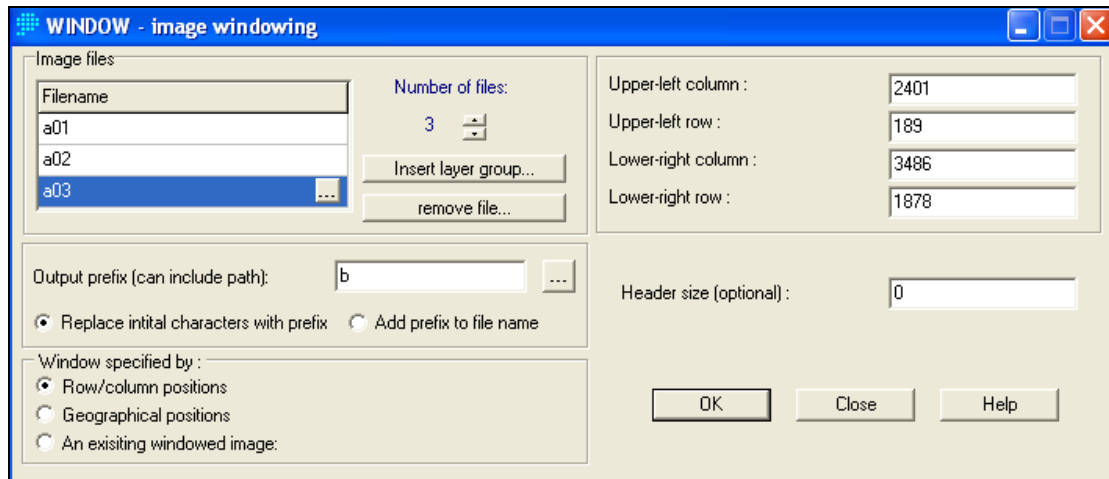 WINDOW - image windowing
Image files
Filename
a01
a02
a03
...
Number of files:
3
Insert layer group...
remove file...
Upper-left column :
2401
Upper-left row :
189
Lower-right column :
3486
Lower-right row :
1878
Output prefix (can include path):
b
...
Replace intital characters with prefix
Add prefix to file name
Header size (optional) :
0
Window specified by :
Row/column positions
Geographical positions
An exisiting windowed image:
OK
Close
Help